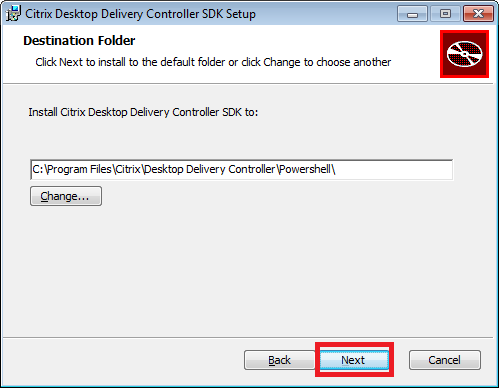 Citrix Desktop Delivery Controller SDK Setup
Destination Folder
Click Next to install to the default folder or click Change to choose another
Install Citrix Desktop Delivery Controller SDK to:
C:\Program Files\Citrix\Desktop Delivery Controller\Powershell\
Change...
Back Next Cancel